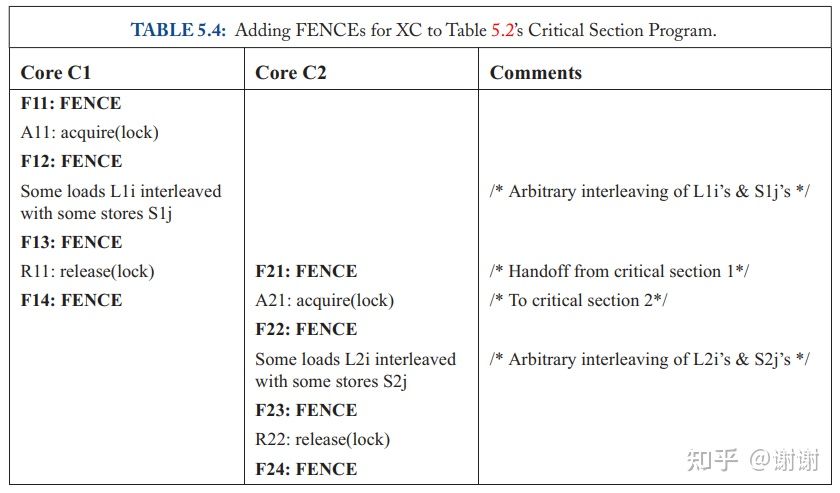 TABLE 5.4: Adding FENCEs for XC to Table 5.2's Critical Section Program.
Core C1 Core C2 Comments
F11: FENCE
A11: acquire(lock)
F12: FENCE
Some loads L1i interleaved /* Arbitrary interleaving of L1i's & S1j's */
with some stores S1j
F13: FENCE
R11: release(lock) F21: FENCE /* Handoff from critical section 1*/
F14: FENCE A21: acquire(lock) /* To critical section 2*/
F22: FENCE
Some loads L2i interleaved /* Arbitrary interleaving of L2i's & S2j's */
with some stores S2j
F23: FENCE
R22: release(lock)
F24: FENCE
知乎 @谢谢